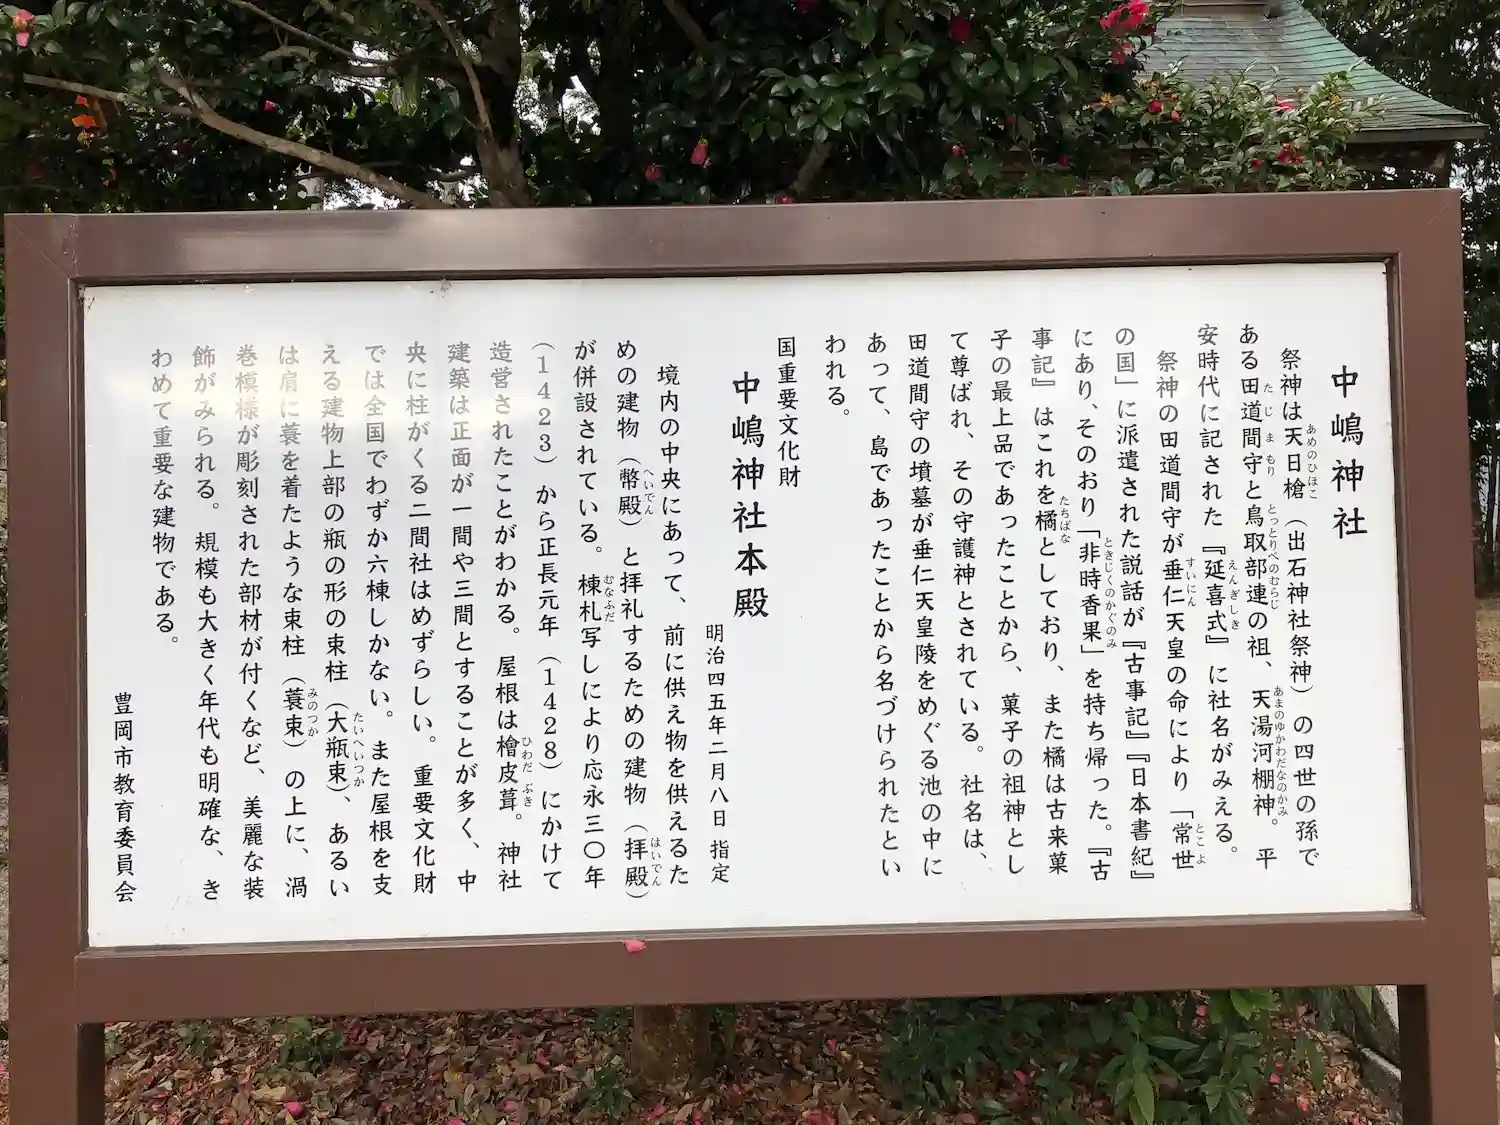 中嶋神社
祭神は天日槍（出石神社祭神）の四世の孫で
ある田道間守と鳥取部連の祖、天湯河棚神。平
安時代に記された『延喜式』に社名がみえる。
祭神の田道間守が垂仁天皇の命により「常世
の国」に派遣された説話が『古事記』『日本書紀』
にあり、そのおり「非時香果」を持ち帰った。『古
事記』はこれを橘としており、また橘は古来菓
子の最上品であったことから、菓子の祖神とし
て尊ばれ、その守護神とされている。社名は、
田道間守の墳墓が垂仁天皇陵をめぐる池の中に
あって、島であったことから名づけられたとい
われる。
国重要文化財
中嶋神社本殿
明治四五年二月八日 指定
境内の中央にあって、前に供え物を供えるた
めの建物（幣殿）と拝礼するための建物（拝殿）
が併設されている。棟札写しにより応永三〇年
（1423）から正長元年（1428）にかけて
造営されたことがわかる。屋根は檜皮葺。神社
建築は正面が一間や三間とすることが多く、中
央に柱がくる二間社はめずらしい。重要文化財
では全国でわずか六棟しかない。また屋根を支
える建物上部の瓶の形の束柱（大瓶束）、あるい
は肩に蓑を着たような束柱（蓑束）の上に、渦
巻模様が彫刻された部材が付くなど、美麗な装
飾がみられる。規模も大きく年代も明確な、き
わめて重要な建物である。
豊岡市教育委員会